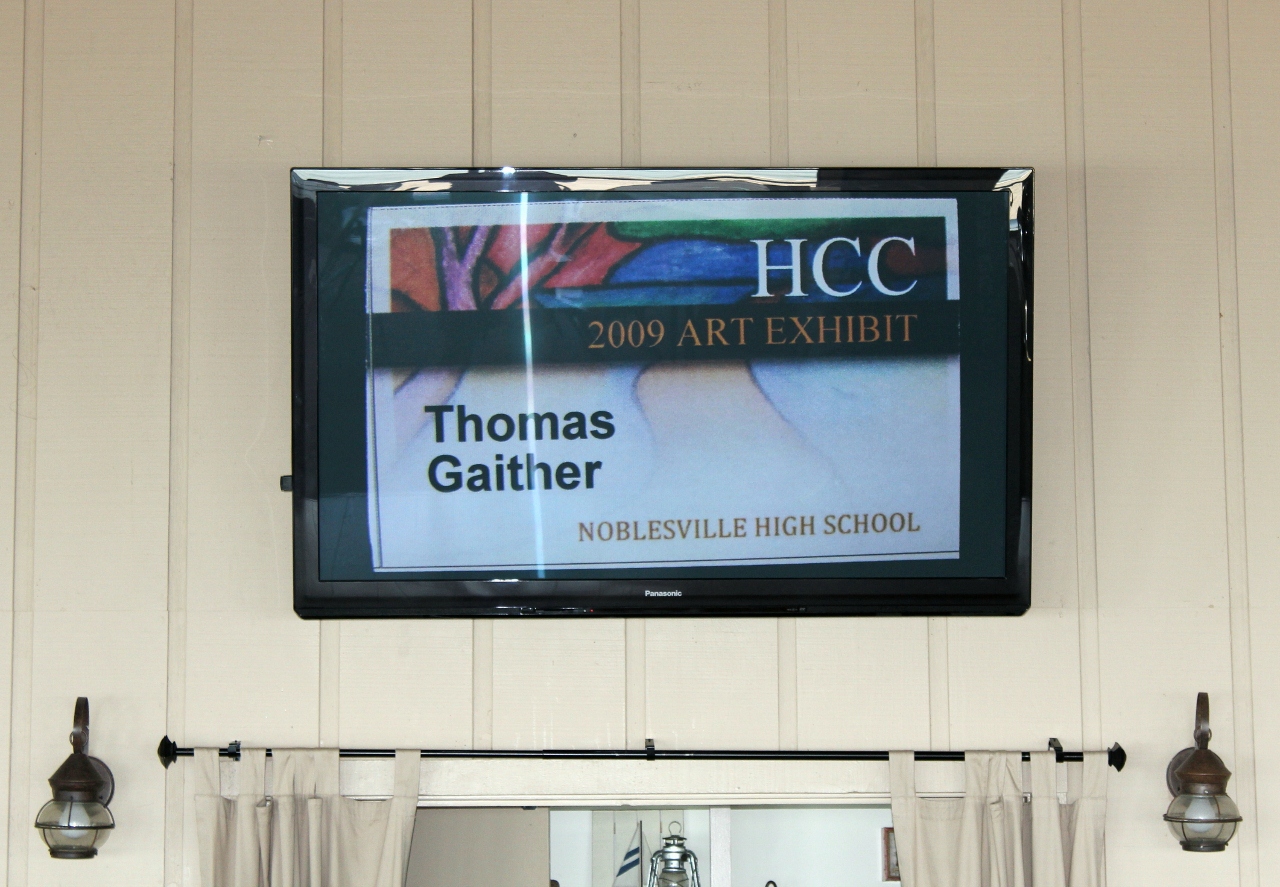 HCC
2009 ART EXHIBIT
Thomas
Gaither
NOBLESVILLE HIGH SCHOOL
Panasonic